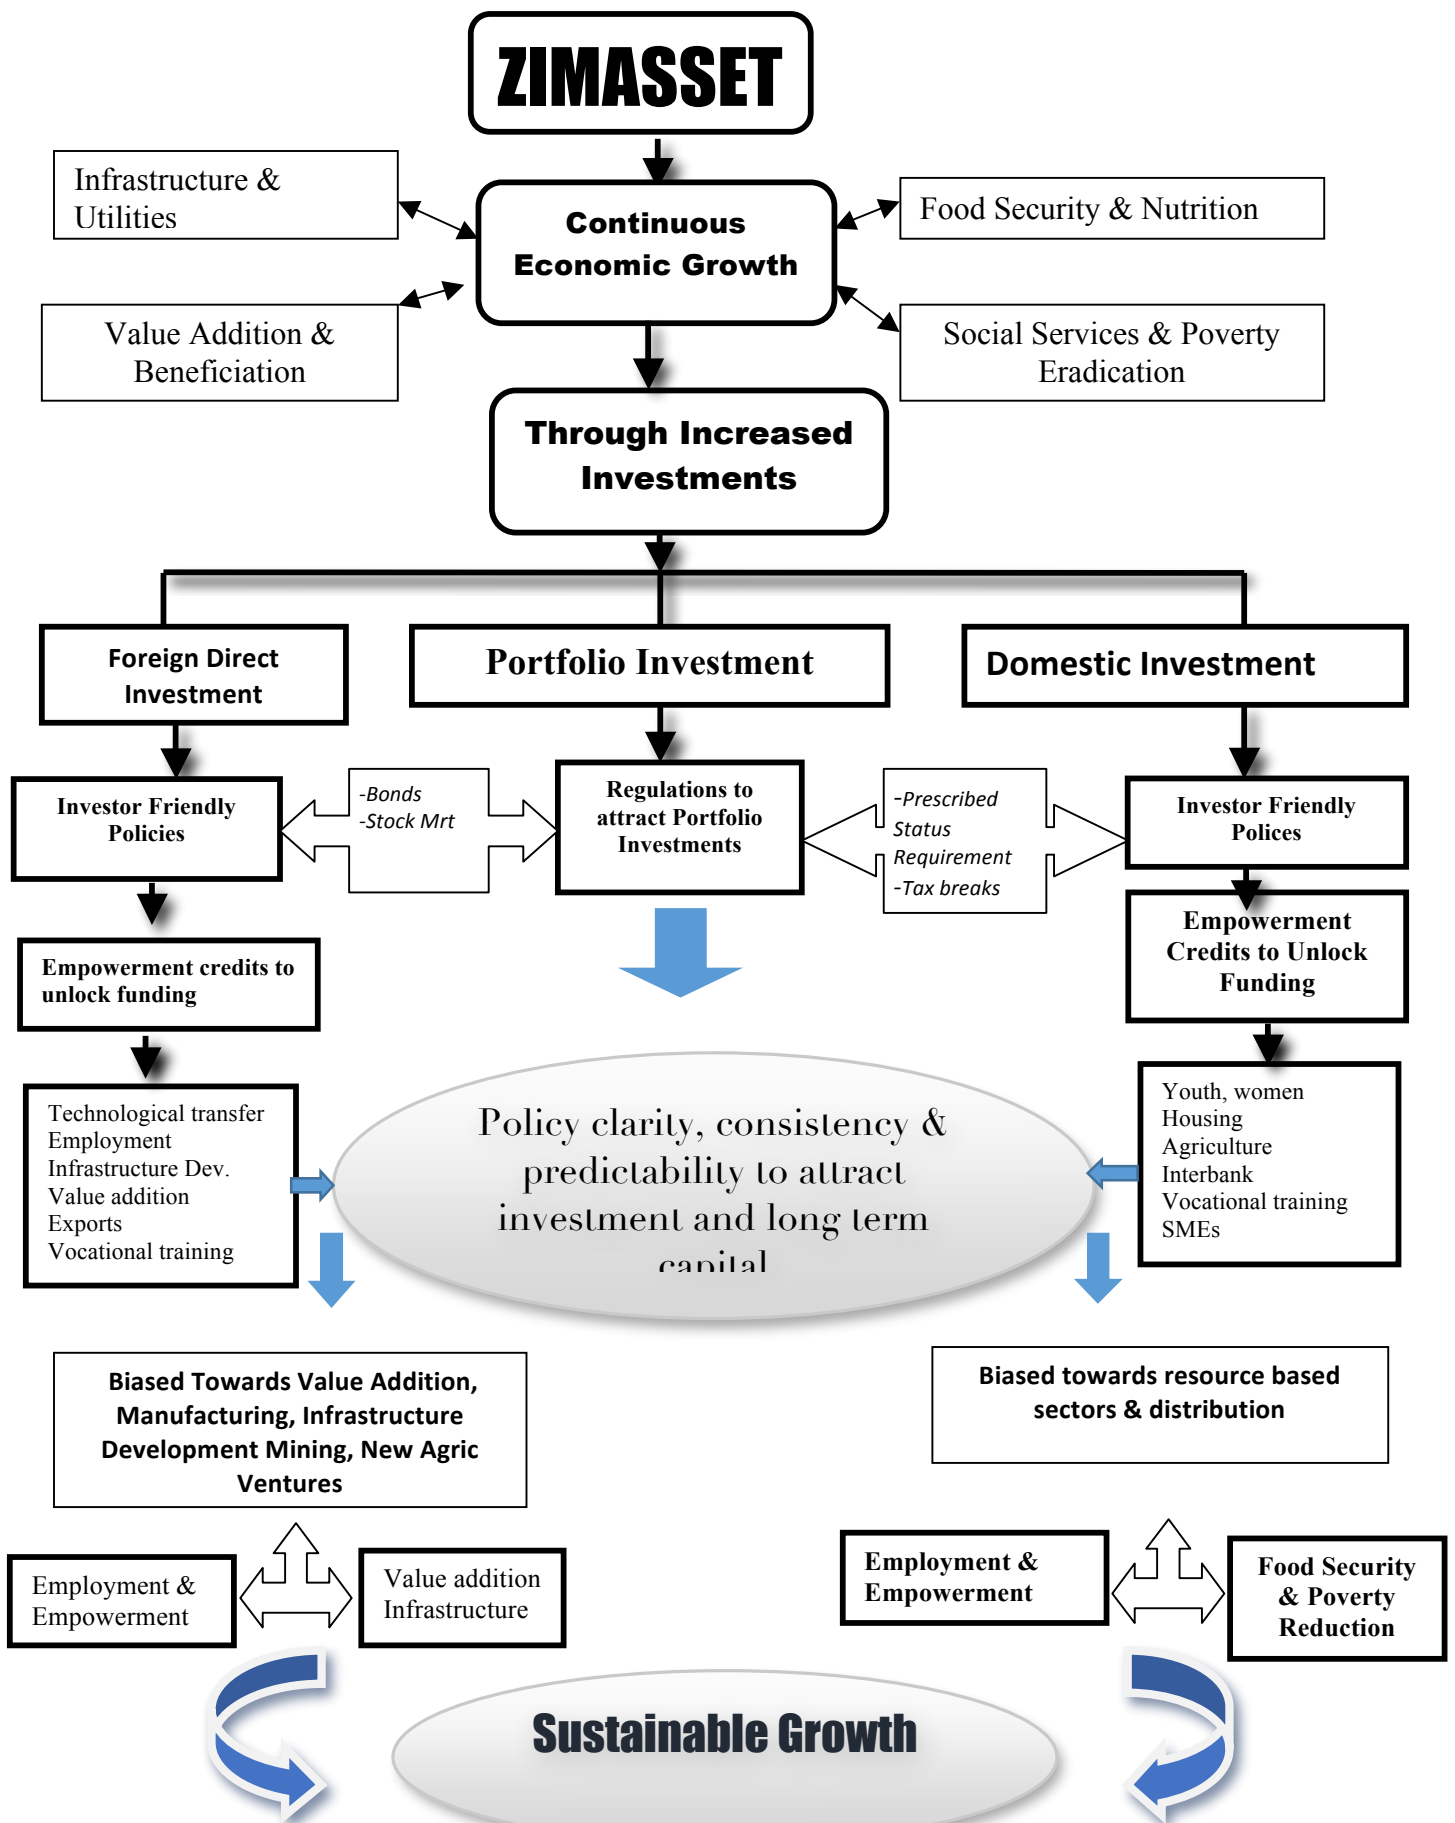 ZIMASSET
Infrastructure &
Utilities
Continuous
Economic Growth
Food Security & Nutrition
Value Addition &
Beneficiation
Social Services & Poverty
Eradication
Through Increased
Investments
Foreign Direct
Investment
Portfolio Investment
Domestic Investment
Investor Friendly
Policies
-Bonds
-Stock Mrt
Regulations to
attract Portfolio
Investments
-Prescribed
Status
Requirement
-Tax breaks
Investor Friendly
Polices
Empowerment credits to
unlock funding
Empowerment
Credits to Unlock
Funding
Technological transfer
Employment
Infrastructure Dev.
Value addition
Exports
Vocational training
Policy clarity, consistency &
predictability to attract
investment and long term
capital
Youth, women
Housing
Agriculture
Interbank
Vocational training
SMEs
Biased Towards Value Addition,
Manufacturing, Infrastructure
Development Mining, New Agric
Ventures
Biased towards resource based
sectors & distribution
Employment &
Empowerment
Value addition
Infrastructure
Employment &
Empowerment
Food Security
& Poverty
Reduction
Sustainable Growth